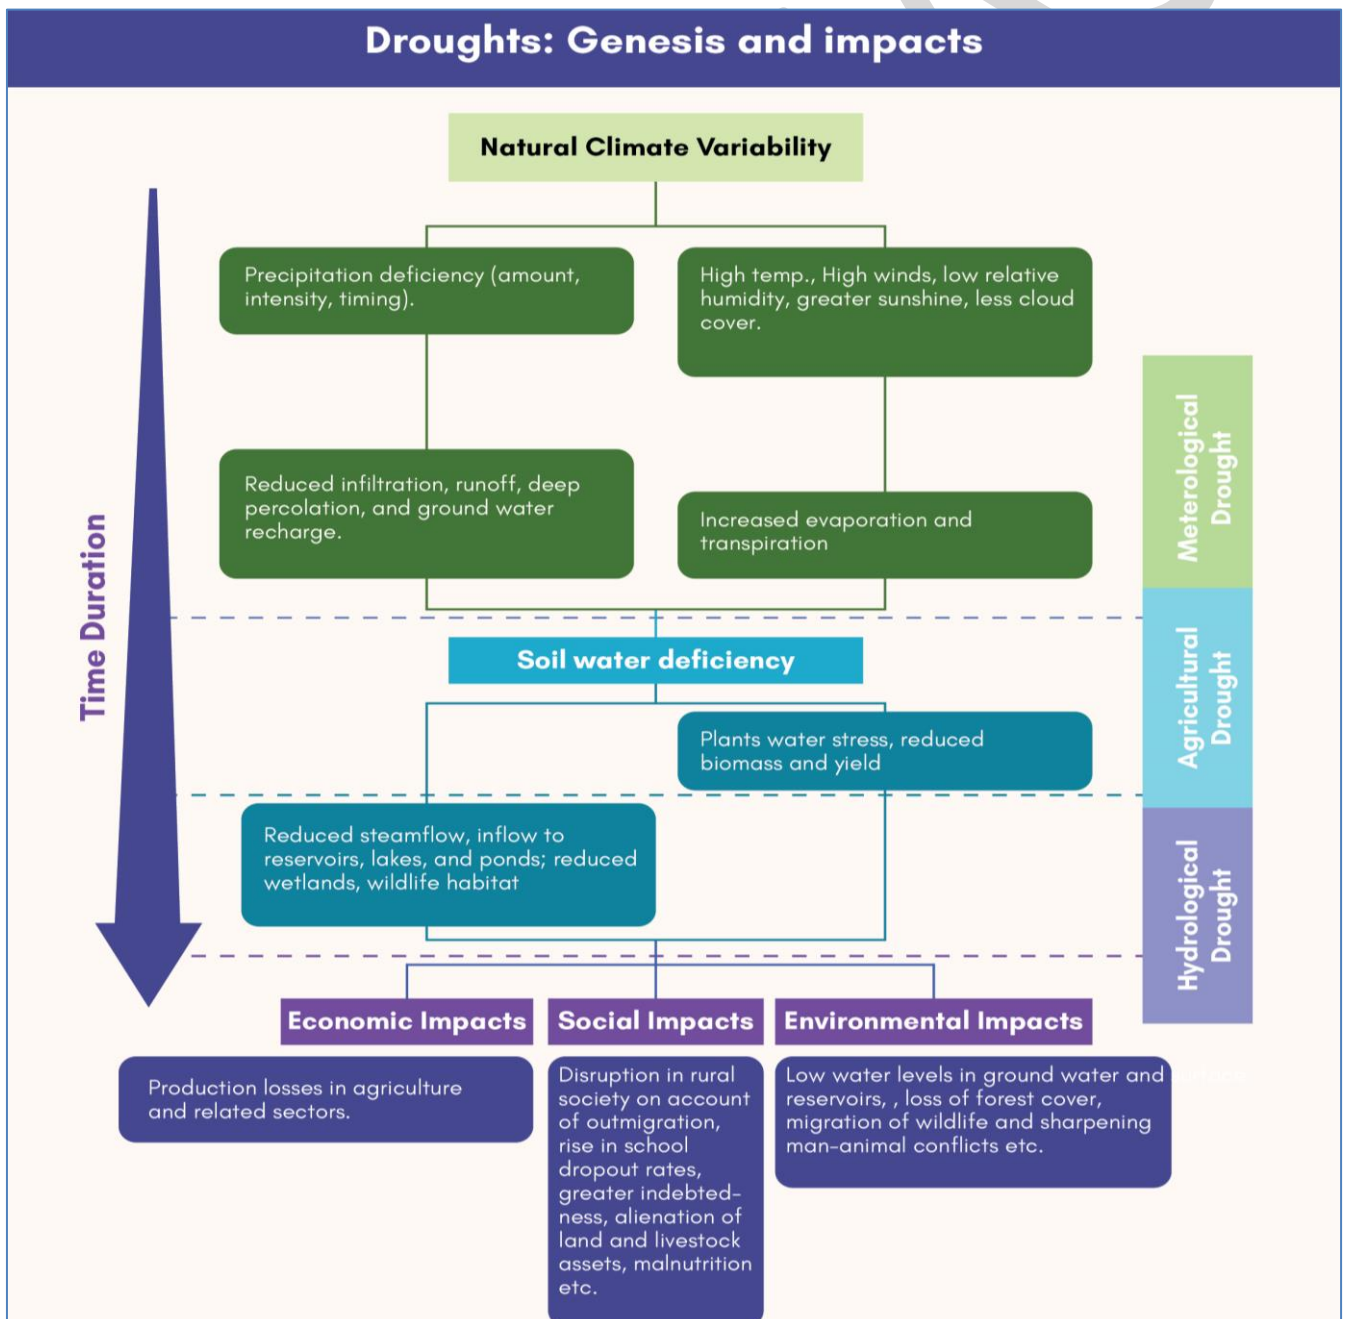 Droughts: Genesis and impacts
Natural Climate Variability
Precipitation deficiency (amount,
intensity, timing).
High temp., High winds, low relative
humidity, greater sunshine, less cloud
cover.
Reduced infiltration, runoff, deep
percolation, and ground water
recharge.
Increased evaporation and
transpiration
Meterological
Drought
Time Duration
Soil water deficiency
Plants water stress, reduced
biomass and yield
Agricultural
Drought
Reduced steamflow, inflow to
reservoirs, lakes, and ponds; reduced
wetlands, wildlife habitat
Hydrological
Drought
Economic Impacts
Production losses in agriculture
and related sectors.
Social Impacts
Disruption in rural
society on account
of outmigration,
rise in school
dropout rates,
greater indebted-
ness, alienation of
land and livestock
assets, malnutrition
etc.
Environmental Impacts
Low water levels in ground water and surface
reservoirs, , loss of forest cover,
migration of wildlife and sharpening
man-animal conflicts etc.